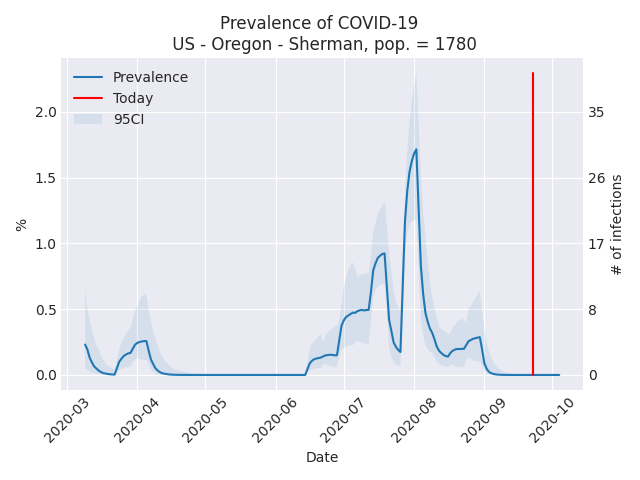 Prevalence of COVID-19
US - Oregon - Sherman, pop. = 1780
Prevalence
Today
95CI
2.0
1.5
1.0
0.5
0.0
%
35
26
17
8
0
# of infections
2020-03
2020-04
2020-05
2020-06
2020-07
2020-08
2020-09
2020-10
Date